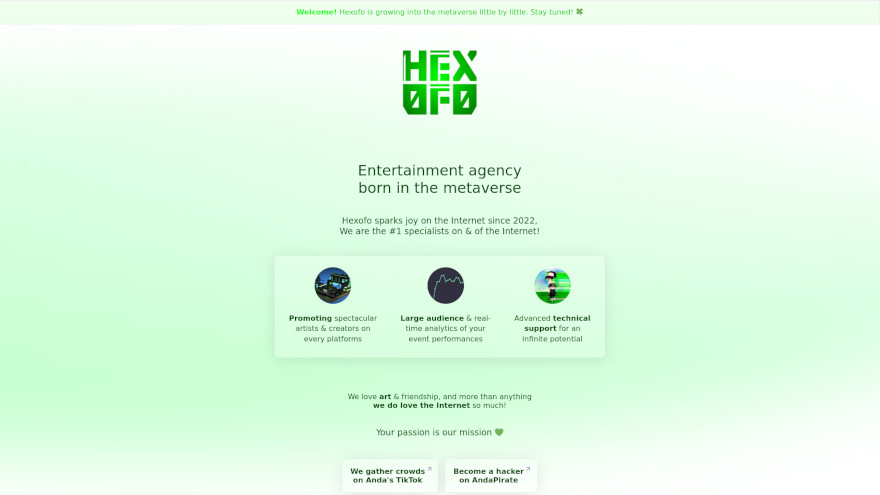 Welcome! Hexofo is growing into the metaverse little by little. Stay tuned!
HEX
0F0
Entertainment agency
born in the metaverse
Hexofo sparks joy on the Internet since 2022,
We are the #1 specialists on & of the Internet!
Promoting spectacular
artists & creators on
every platforms
Large audience & real-
time analytics of your
event performances
Advanced technical
support for an
infinite potential
We love art & friendship, and more than anything
we do love the Internet so much!
Your passion is our mission 💚
We gather crowds
on Anda's TikTok
Become a hacker
on AndaPirate